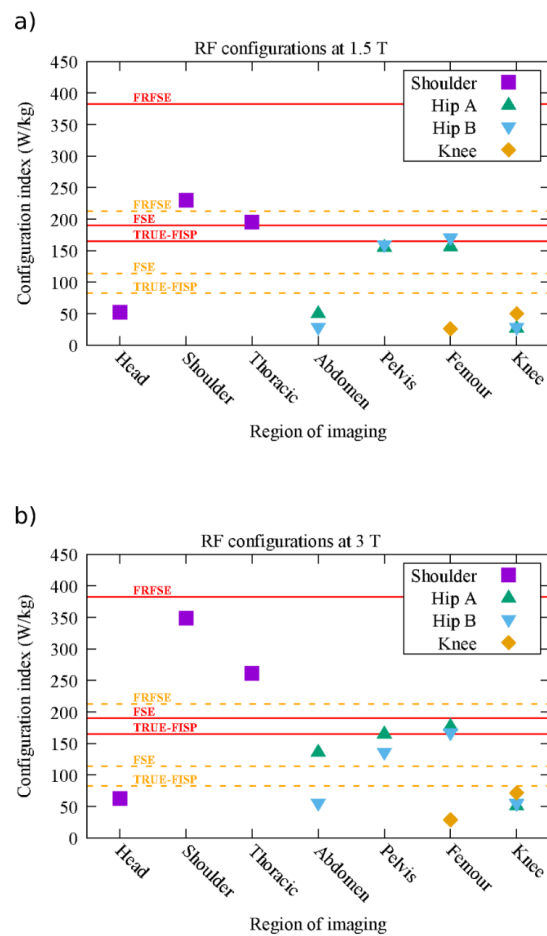 a)
RF configurations at 1.5 T
Configuration index (W/kg)
450
400
350
300
250
200
150
100
50
0
FRFSE
FRFSE
FSE
TRUE-FISP
FSE
TRUE-FISP
Shoulder
Hip A
Hip B
Knee
Head
Shoulder
Thoracic
Abdomen
Pelvis
Femour
Knee
Region of imaging
b)
RF configurations at 3 T
Configuration index (W/kg)
450
400
350
300
250
200
150
100
50
0
FRFSE
FRFSE
FSE
TRUE-FISP
FSE
TRUE-FISP
Shoulder
Hip A
Hip B
Knee
Head
Shoulder
Thoracic
Abdomen
Pelvis
Femour
Knee
Region of imaging